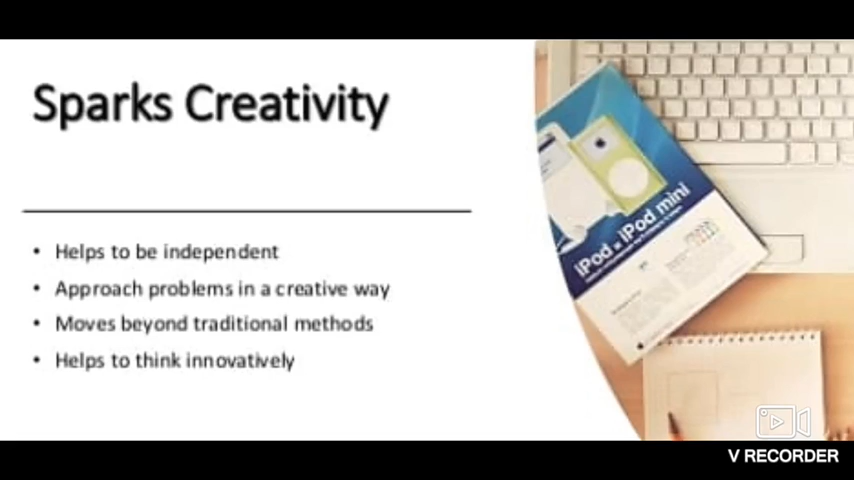 Sparks Creativity
• Helps to be independent
• Approach problems in a creative way
• Moves beyond traditional methods
• Helps to think innovatively
iPod & iPod mini
V RECORDER